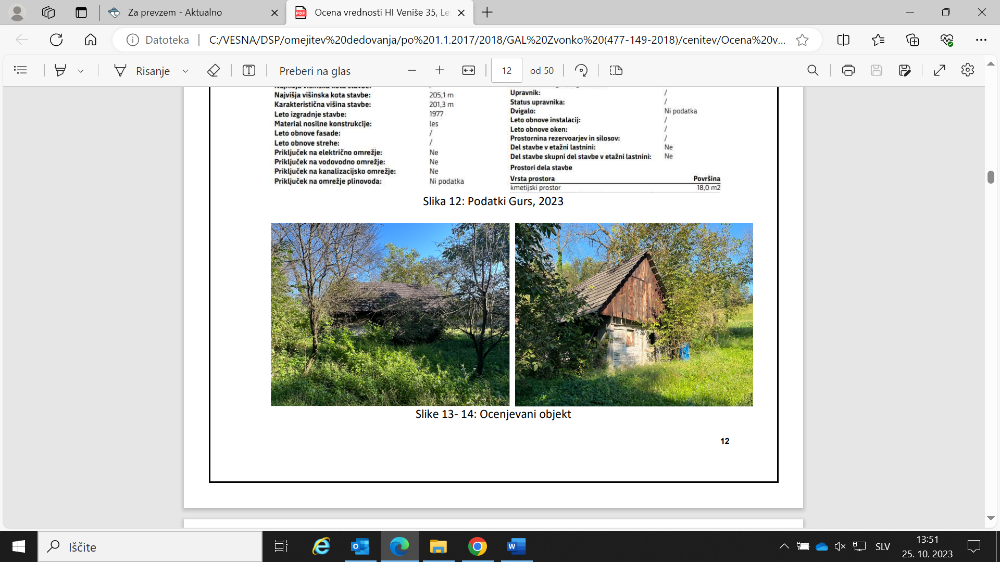 Za prevzem - Aktualno
Ocena vrednosti HI Veniše 35, Le
Datoteka
C:/VESNA/DSP/omejitev%20dedovanja/po%201.1.2017/2018/GAL%20Zvonko%20(477-149-2018)/cenitev/Ocena%20v...
Risanje
Preberi na glas
12
od 50
Najvišja višinska kota stavbe: 205,1 m
Karakteristična višina stavbe: 201,3 m
Leto izgradnje stavbe: 1977
Material nosilne konstrukcije: les
Leto obnove fasade: /
Leto obnove strehe: /
Priključek na električno omrežje: Ne
Priključek na vodovodno omrežje: Ne
Priključek na kanalizacijsko omrežje: Ne
Priključek na omrežje plinovoda: Ni podatka
Upravnik: /
Status upravnika: /
Dvigalo: Ni podatka
Leto obnove instalacij: /
Leto obnove oken: /
Prostornina rezervoarjev in silosov: /
Del stavbe v etažni lastnini: Ne
Del stavbe skupni del stavbe v etažni lastnini: Ne
Prostori dela stavbe
Vrsta prostora Površina
kmetijski prostor 18,0 m2
Slika 12: Podatki Gurs, 2023
Slike 13- 14: Ocenjevani objekt
12
Iščite
SLV
13:51
25. 10. 2023